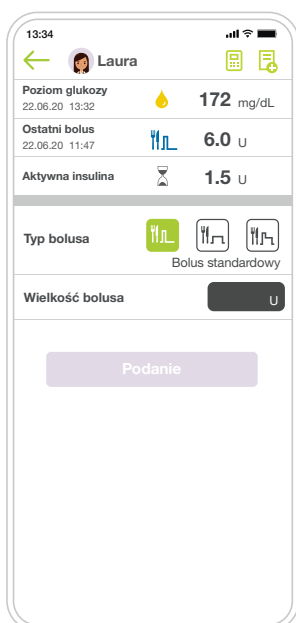 13:34
Laura
Poziom glukozy
22.06.20 13:32
172 mg/dL
Ostatni bolus
22.06.20 11:47
6.0 U
Aktywna insulina
1.5 U
Typ bolusa
Bolus standardowy
Wielkość bolusa
U
Podanie